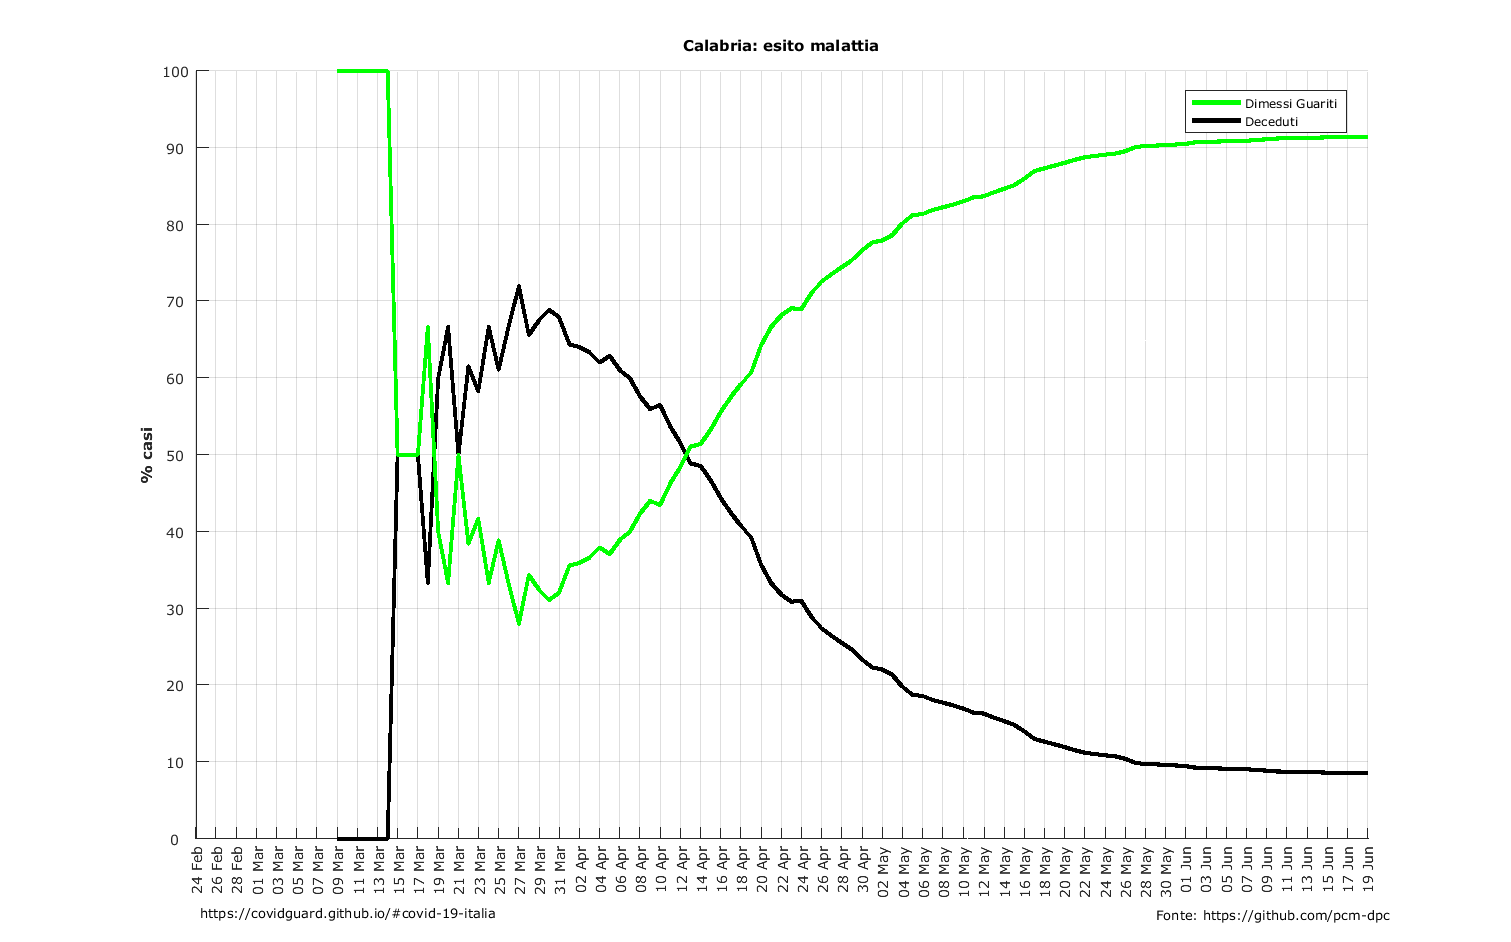 Calabria: esito malattia
Dimessi Guariti
Deceduti
% casi
100
90
80
70
60
50
40
30
20
10
0
24 Feb
26 Feb
28 Feb
01 Mar
03 Mar
05 Mar
07 Mar
09 Mar
11 Mar
13 Mar
15 Mar
17 Mar
19 Mar
21 Mar
23 Mar
25 Mar
27 Mar
29 Mar
31 Mar
02 Apr
04 Apr
06 Apr
08 Apr
10 Apr
12 Apr
14 Apr
16 Apr
18 Apr
20 Apr
22 Apr
24 Apr
26 Apr
28 Apr
30 Apr
02 May
04 May
06 May
08 May
10 May
12 May
14 May
16 May
18 May
20 May
22 May
24 May
26 May
28 May
30 May
01 Jun
03 Jun
05 Jun
07 Jun
09 Jun
11 Jun
13 Jun
15 Jun
17 Jun
19 Jun
https://covidguard.github.io/#covid-19-italia
Fonte: https://github.com/pcm-dpc